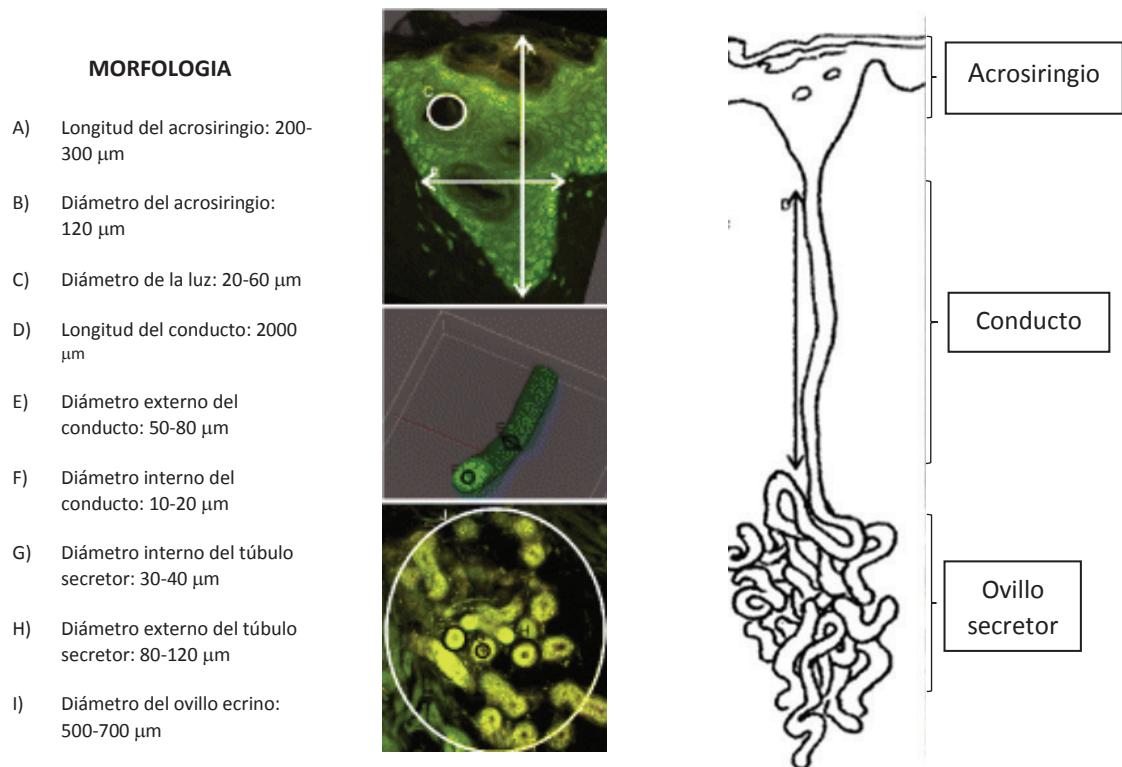 MORFOLOGIA
A) Longitud del acrosiringio: 200-
300 μm
B) Diámetro del acrosiringio:
120 μm
C) Diámetro de la luz: 20-60 μm
D) Longitud del conducto: 2000
μm
E) Diámetro externo del
conducto: 50-80 μm
F) Diámetro interno del
conducto: 10-20 μm
G) Diámetro interno del túbulo
secretor: 30-40 μm
H) Diámetro externo del túbulo
secretor: 80-120 μm
I) Diámetro del ovillo ecrino:
500-700 μm
C
Acrosiringio
Conducto
Ovillo
secretor